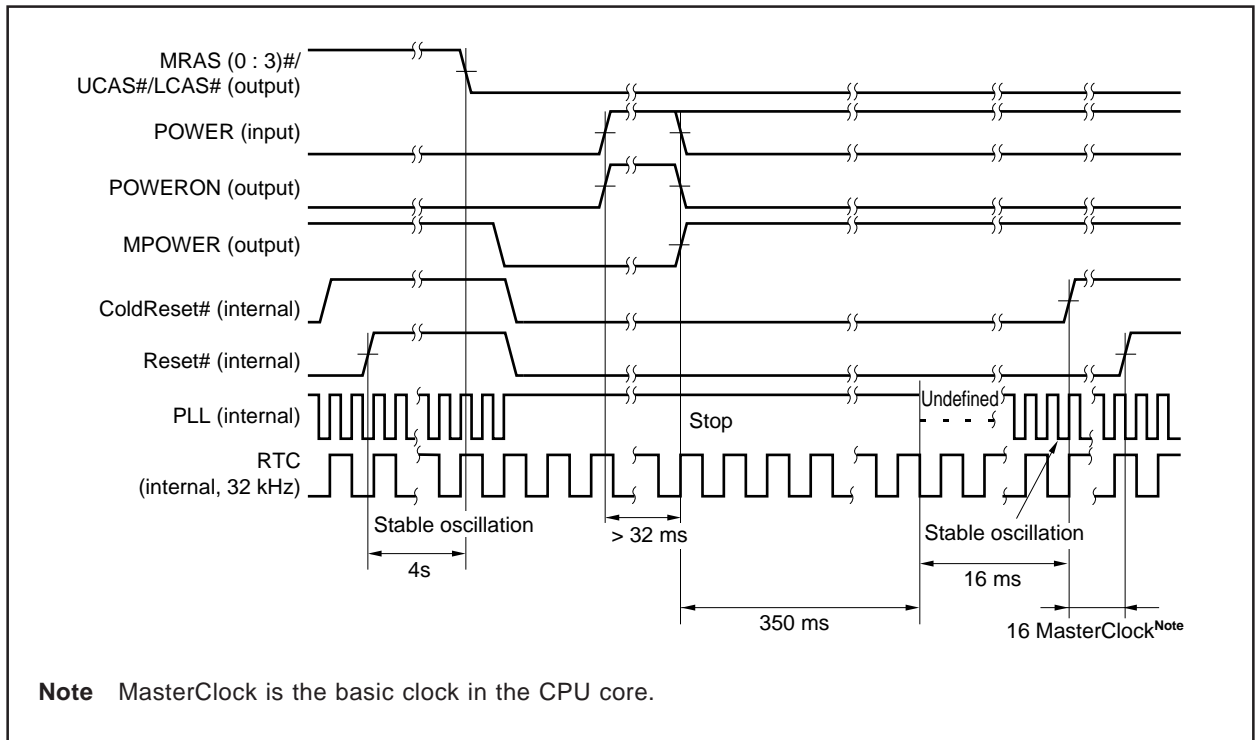 MRAS (0 : 3)#/
UCAS#/LCAS# (output)
POWER (input)
POWERON (output)
MPOWER (output)
ColdReset# (internal)
Reset# (internal)
PLL (internal)
Stop
Undefined
RTC
(internal, 32 kHz)
Stable oscillation
> 32 ms
Stable oscillation
4s
16 ms
350 ms
16 MasterClockNote
Note MasterClock is the basic clock in the CPU core.